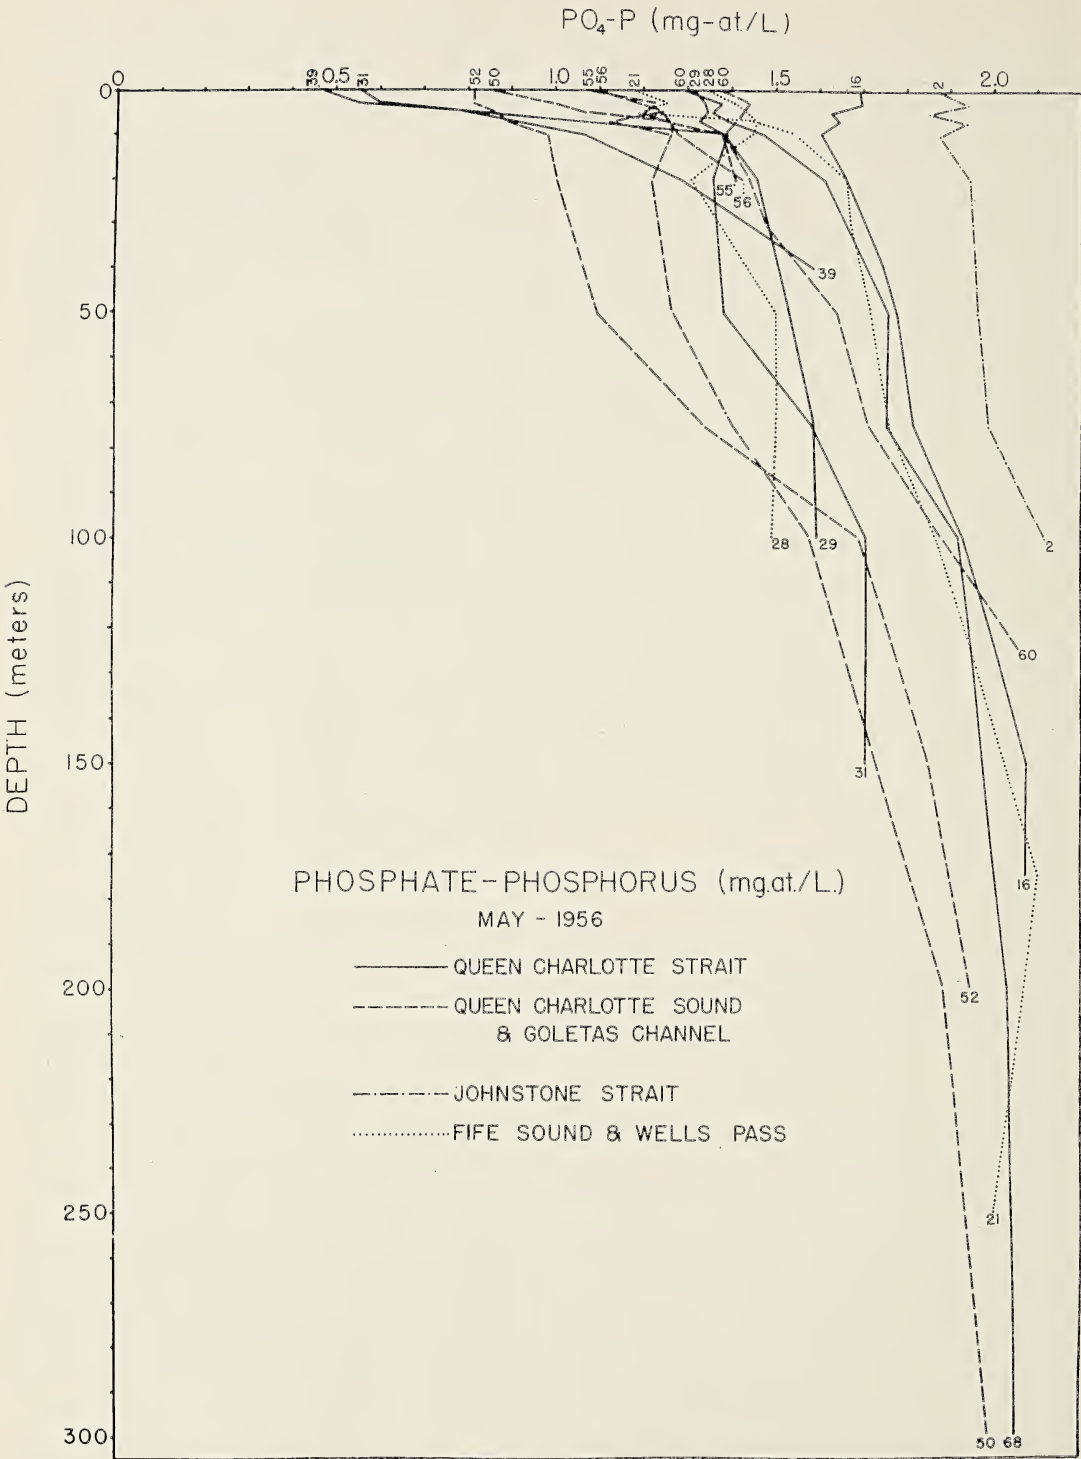 PO₄-P (mg-at./L)
0 39 0.5 31 52 50 1.0 55 56 21 60 29 28 60 1.5 16 2 2.0
0
55 56
39
50
DEPTH (meters)
100
28 29 2
60
150
31
PHOSPHATE-PHOSPHORUS (mg.at./L.)
16
MAY - 1956
QUEEN CHARLOTTE STRAIT
200
52
QUEEN CHARLOTTE SOUND
& GOLETAS CHANNEL
JOHNSTONE STRAIT
FIFE SOUND & WELLS PASS
250
21
300
50 68